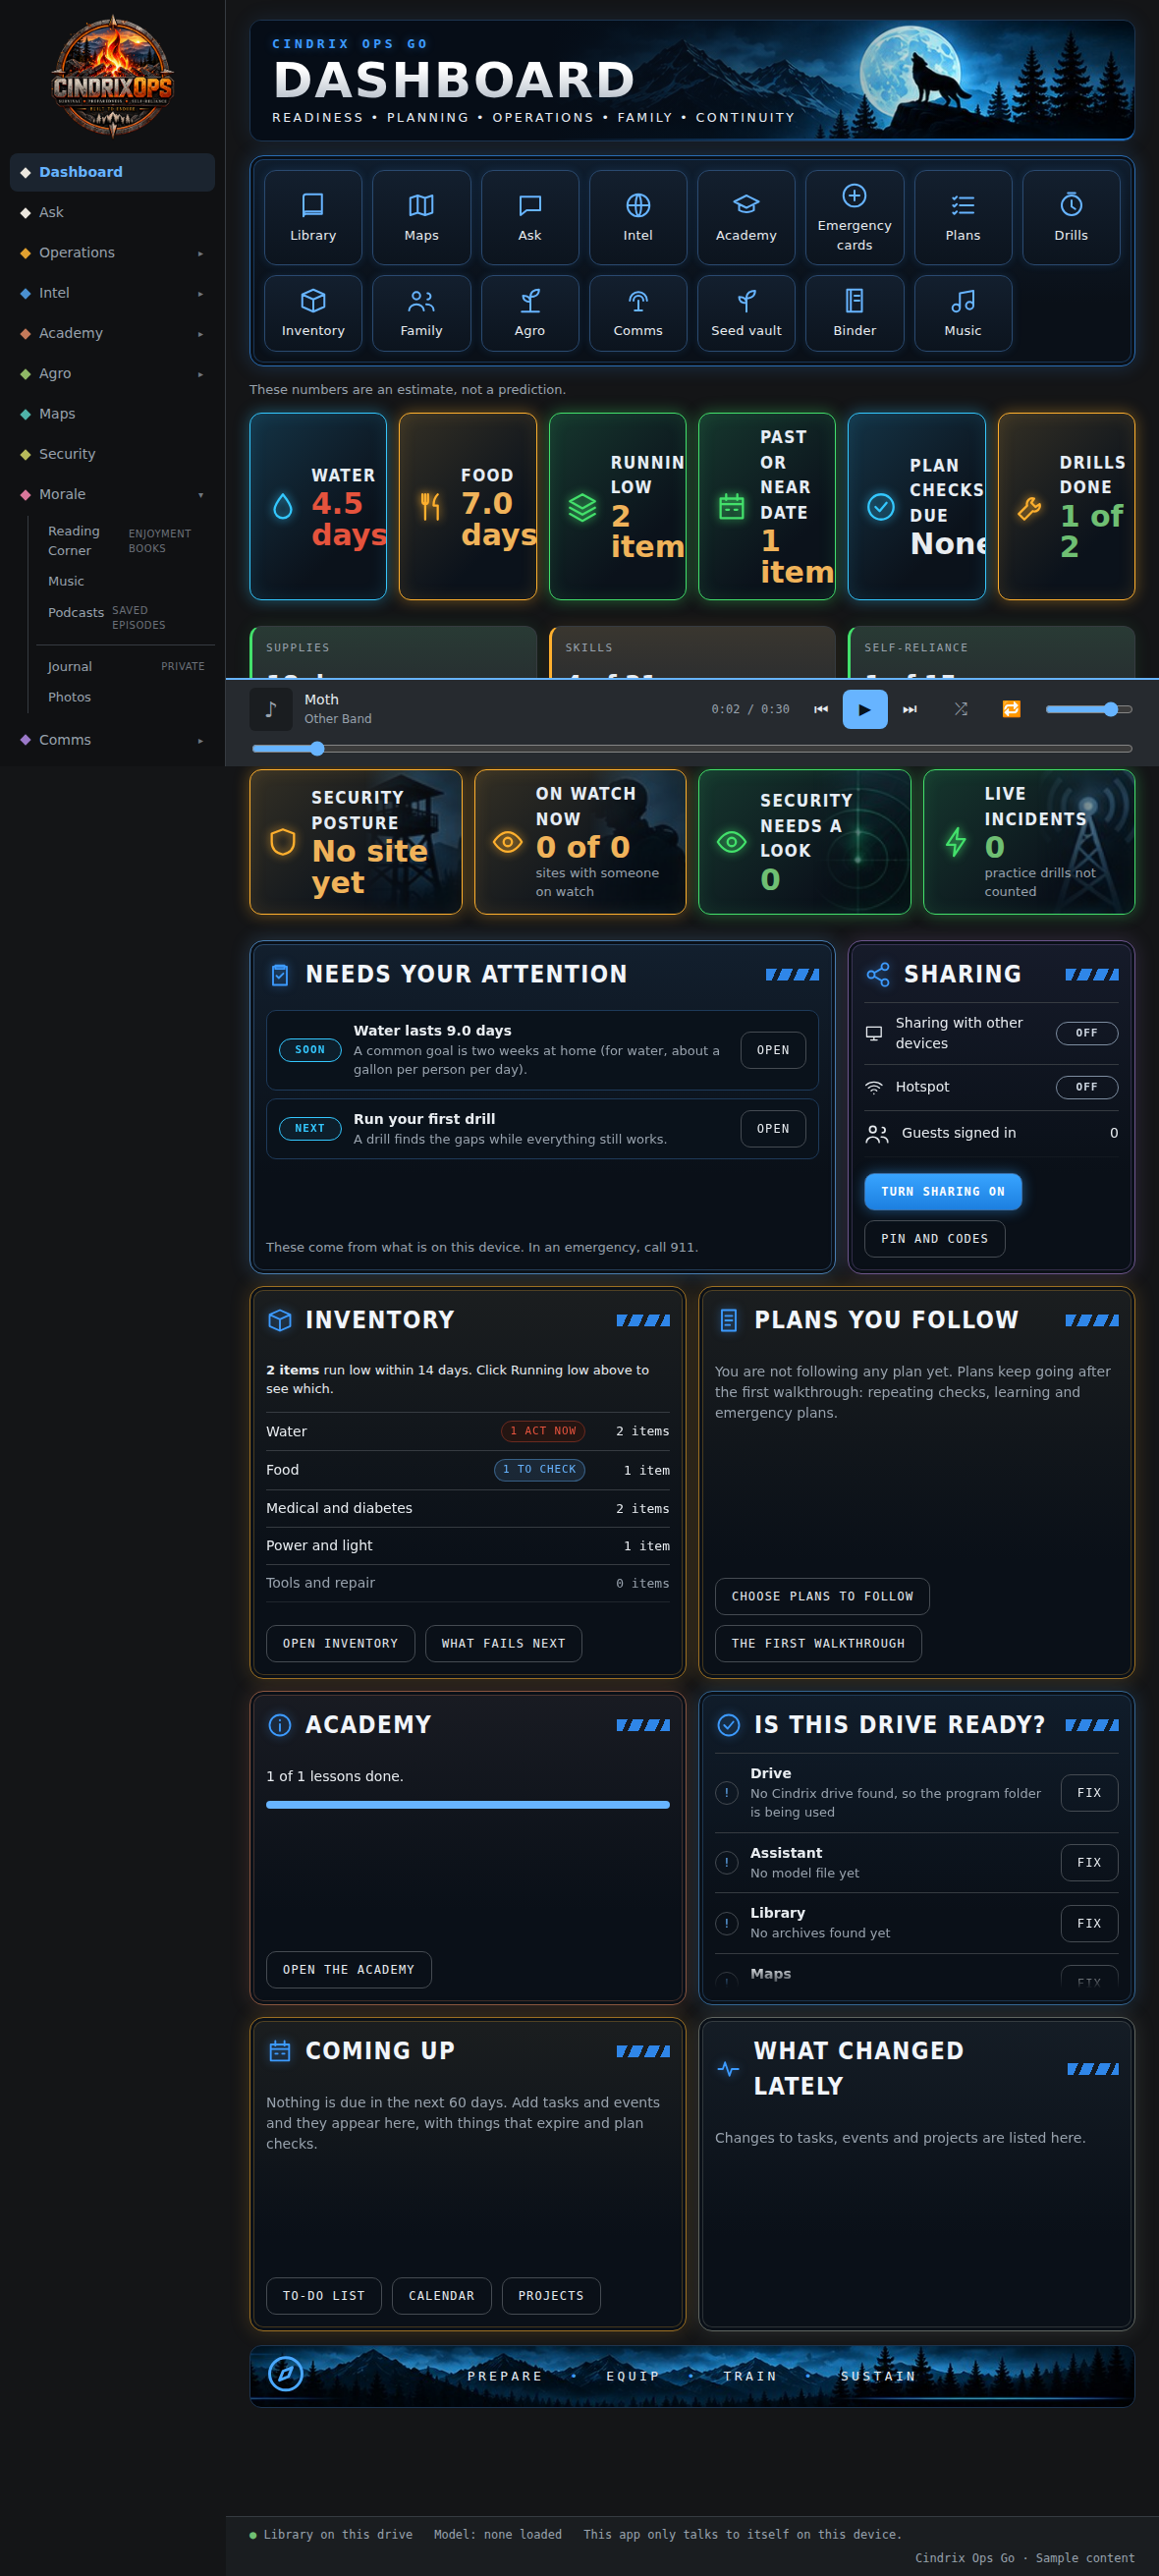 CINDRIXOPS
Dashboard
Ask
Operations
Intel
Academy
Agro
Maps
Security
Morale
Reading Corner
ENJOYMENT BOOKS
Music
Podcasts
SAVED EPISODES
Journal
PRIVATE
Photos
Comms
CINDRIX OPS GO
DASHBOARD
READINESS • PLANNING • OPERATIONS • FAMILY • CONTINUITY
Library
Maps
Ask
Intel
Academy
Emergency cards
Plans
Drills
Inventory
Family
Agro
Comms
Seed vault
Binder
Music
These numbers are an estimate, not a prediction.
WATER
4.5
days
FOOD
7.0
days
RUNNIN
LOW
2
item
PAST
OR
NEAR
DATE
1
item
PLAN
CHECKS
DUE
None
DRILLS
DONE
1 of
2
SUPPLIES
SKILLS
SELF-RELIANCE
Moth
Other Band
0:02 / 0:30
SECURITY
POSTURE
No site
yet
ON WATCH
NOW
0 of 0
sites with someone
on watch
SECURITY
NEEDS A
LOOK
0
LIVE
INCIDENTS
0
practice drills not
counted
NEEDS YOUR ATTENTION
SOON
Water lasts 9.0 days
A common goal is two weeks at home (for water, about a
gallon per person per day).
OPEN
NEXT
Run your first drill
A drill finds the gaps while everything still works.
OPEN
These come from what is on this device. In an emergency, call 911.
SHARING
Sharing with other
devices
OFF
Hotspot
OFF
Guests signed in
0
TURN SHARING ON
PIN AND CODES
INVENTORY
2 items run low within 14 days. Click Running low above to
see which.
Water
1 ACT NOW
2 items
Food
1 TO CHECK
1 item
Medical and diabetes
2 items
Power and light
1 item
Tools and repair
0 items
OPEN INVENTORY
WHAT FAILS NEXT
PLANS YOU FOLLOW
You are not following any plan yet. Plans keep going after
the first walkthrough: repeating checks, learning and
emergency plans.
CHOOSE PLANS TO FOLLOW
THE FIRST WALKTHROUGH
ACADEMY
1 of 1 lessons done.
OPEN THE ACADEMY
IS THIS DRIVE READY?
Drive
No Cindrix drive found, so the program folder
is being used
FIX
Assistant
No model file yet
FIX
Library
No archives found yet
FIX
Maps
FIX
COMING UP
Nothing is due in the next 60 days. Add tasks and events
and they appear here, with things that expire and plan
checks.
TO-DO LIST
CALENDAR
PROJECTS
WHAT CHANGED
LATELY
Changes to tasks, events and projects are listed here.
PREPARE • EQUIP • TRAIN • SUSTAIN
Library on this drive
Model: none loaded
This app only talks to itself on this device.
Cindrix Ops Go · Sample content